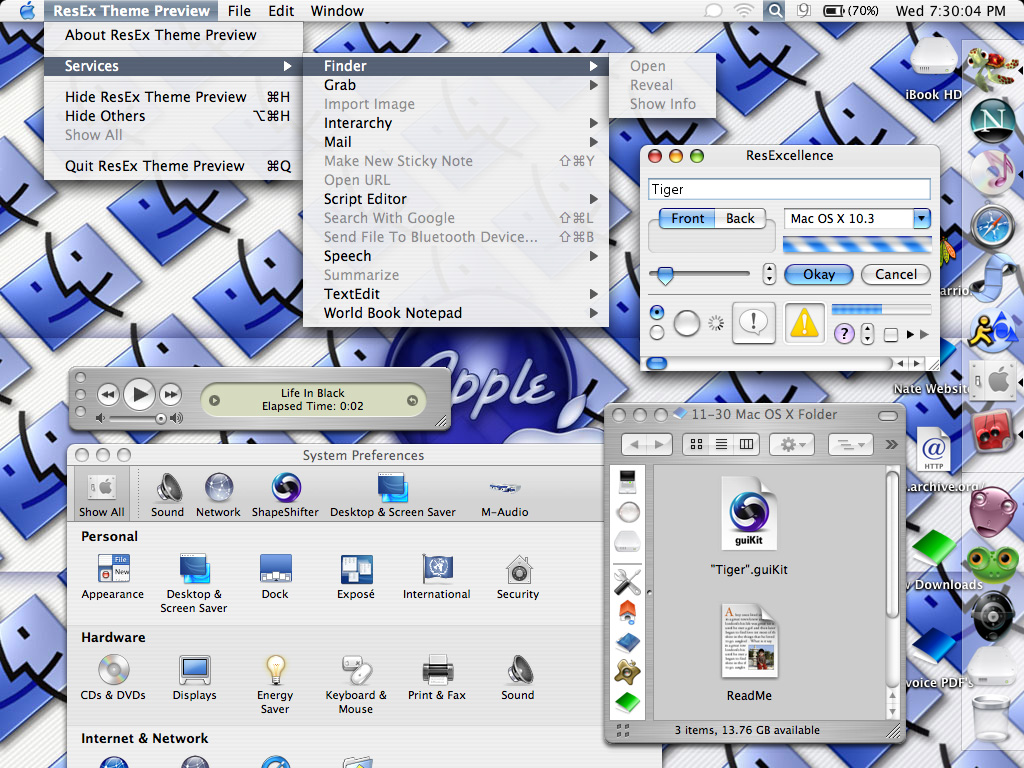 ResEx Theme Preview File Edit Window (70%) Wed 7:30:04 PM
About ResEx Theme Preview
Services
Hide ResEx Theme Preview ⌘H
Hide Others ⌥⌘H
Show All
Quit ResEx Theme Preview ⌘Q
Finder
Grab
Import Image
Interarchy
Mail
Make New Sticky Note ⇧⌘Y
Open URL
Script Editor
Search With Google ⇧⌘L
Send File To Bluetooth Device... ⇧⌘B
Speech
Summarize
TextEdit
World Book Notepad
Open
Reveal
Show Info
iBook HD
N
ResExcellence
Tiger
Front Back
Mac OS X 10.3
Okay Cancel
?
Nate Websit
@
HTTP
.archive.org/
Downloads
voice PDF's
Apple
Life In Black
Elapsed Time: 0:02
System Preferences
Show All Sound Network ShapeShifter Desktop & Screen Saver M-Audio
Personal
File
New
Appearance
Desktop &
Screen Saver
Dock
Exposé
International
Security
Hardware
CDs & DVDs
Displays
Energy
Saver
Keyboard &
Mouse
Print & Fax
Sound
Internet & Network
11-30 Mac OS X Folder
guiKit
"Tiger".guiKit
ReadMe
3 items, 13.76 GB available